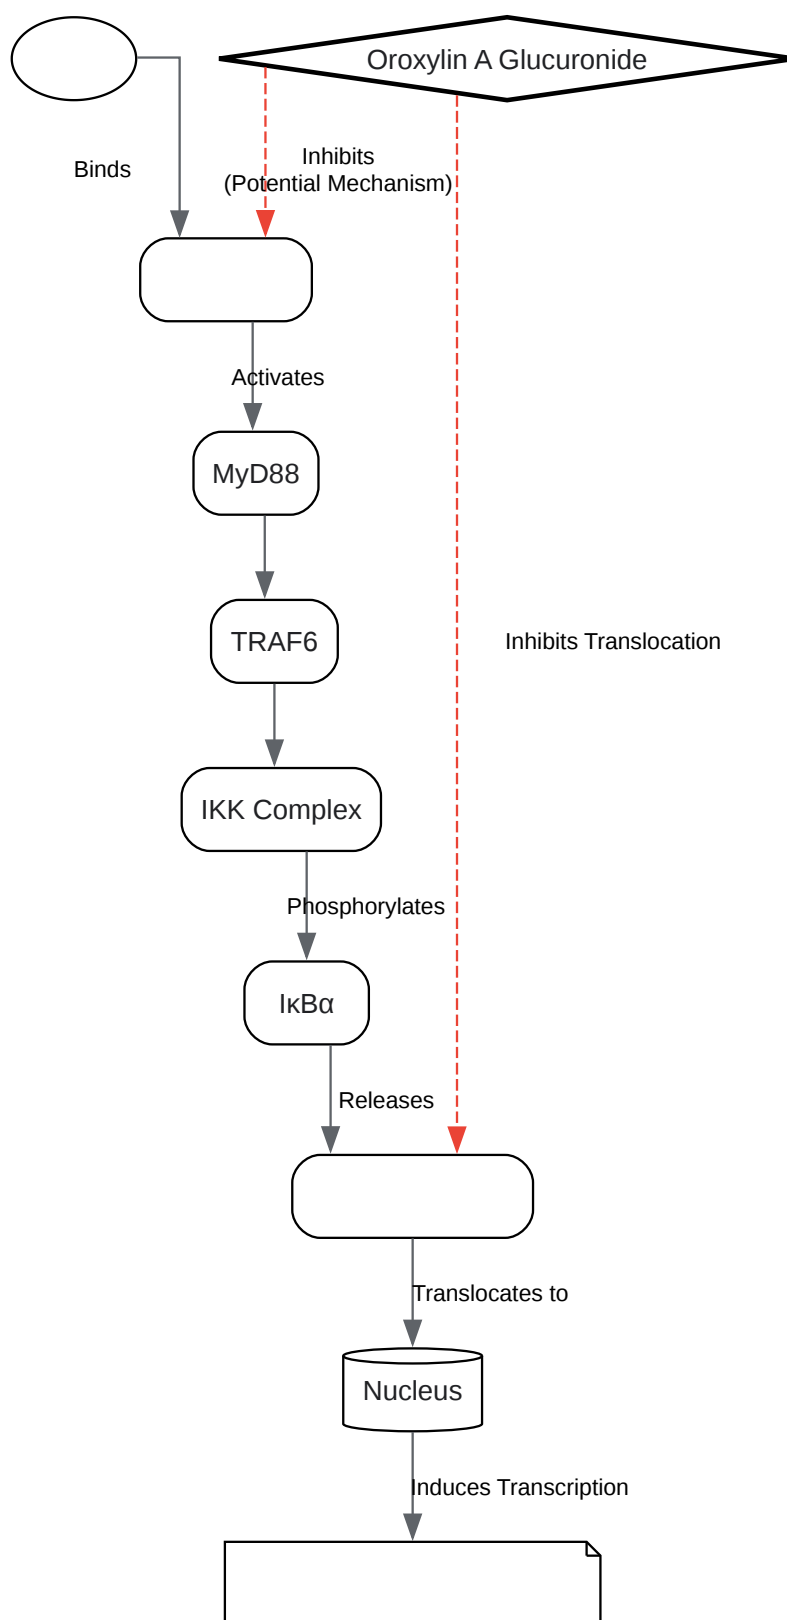 Oroxylin A Glucuronide
Binds
Inhibits
(Potential Mechanism)
Activates
MyD88
TRAF6
Inhibits Translocation
IKK Complex
Phosphorylates
IκBα
Releases
Translocates to
Nucleus
Induces Transcription